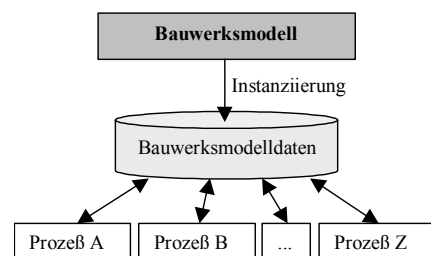 Bauwerksmodell
Instanziierung
Bauwerksmodelldaten
Prozeß A
Prozeß B
...
Prozeß Z